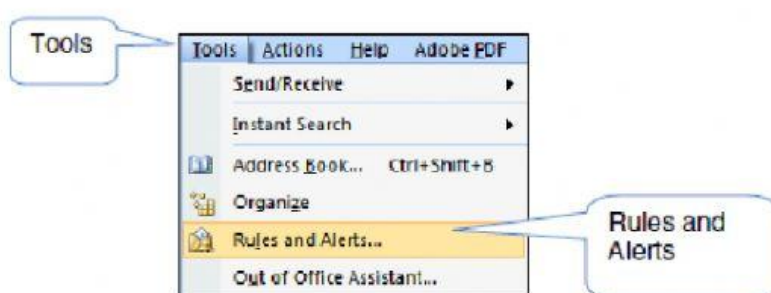 Tools
Tools Actions Help Adobe PDF
Send/Receive
Instant Search
Address Book... Ctrl+Shift+B
Organize
Rules and Alerts...
Rules and
Alerts
Out of Office Assistant...